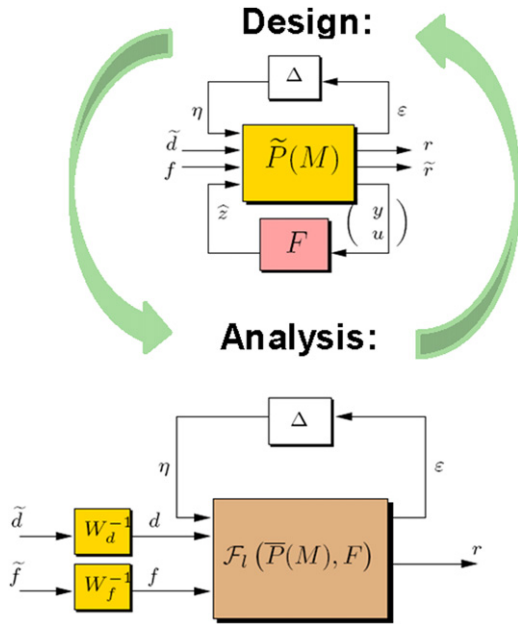 Design:
Δ
η ε
d̃ P̃(M) r
f r̃
ẑ ( y
u )
F
Analysis:
Δ
η ε
d̃ W_d^{-1} d
F_l (P̅(M), F) r
f̃ W_f^{-1} f